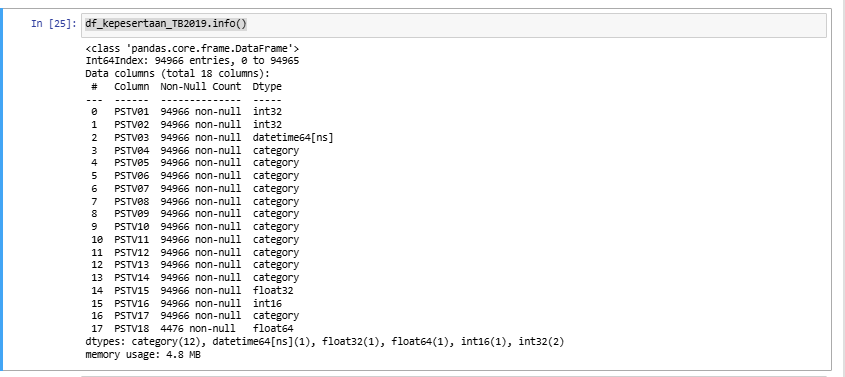 In [25]: df_kepesertaan_TB2019.info()
<class 'pandas.core.frame.DataFrame'>
Int64Index: 94966 entries, 0 to 94965
Data columns (total 18 columns):
 #   Column  Non-Null Count  Dtype
---  ------  --------------  -----
 0   PSTV01  94966 non-null  int32
 1   PSTV02  94966 non-null  int32
 2   PSTV03  94966 non-null  datetime64[ns]
 3   PSTV04  94966 non-null  category
 4   PSTV05  94966 non-null  category
 5   PSTV06  94966 non-null  category
 6   PSTV07  94966 non-null  category
 7   PSTV08  94966 non-null  category
 8   PSTV09  94966 non-null  category
 9   PSTV10  94966 non-null  category
 10  PSTV11  94966 non-null  category
 11  PSTV12  94966 non-null  category
 12  PSTV13  94966 non-null  category
 13  PSTV14  94966 non-null  category
 14  PSTV15  94966 non-null  float32
 15  PSTV16  94966 non-null  int16
 16  PSTV17  94966 non-null  category
 17  PSTV18  4476 non-null   float64
dtypes: category(12), datetime64[ns](1), float32(1), float64(1), int16(1), int32(2)
memory usage: 4.8 MB